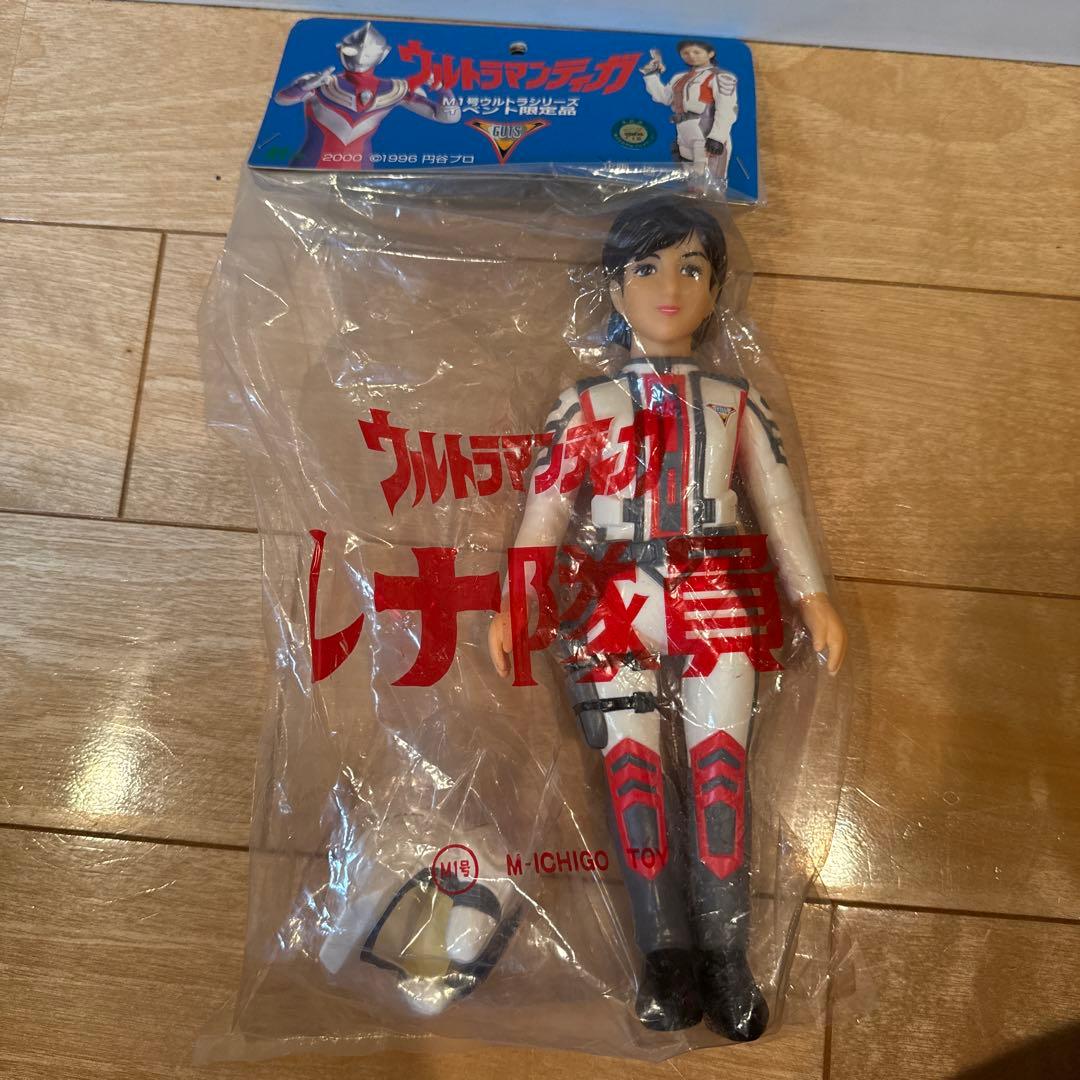 ウルトラマンティガ
M1号ウルトラシリーズ
イベント限定品
GUTS
2000 ©1996 円谷プロ
GUTS
ウルトラマンティガ
レナ隊員
M1号 M-ICHIGO TOY